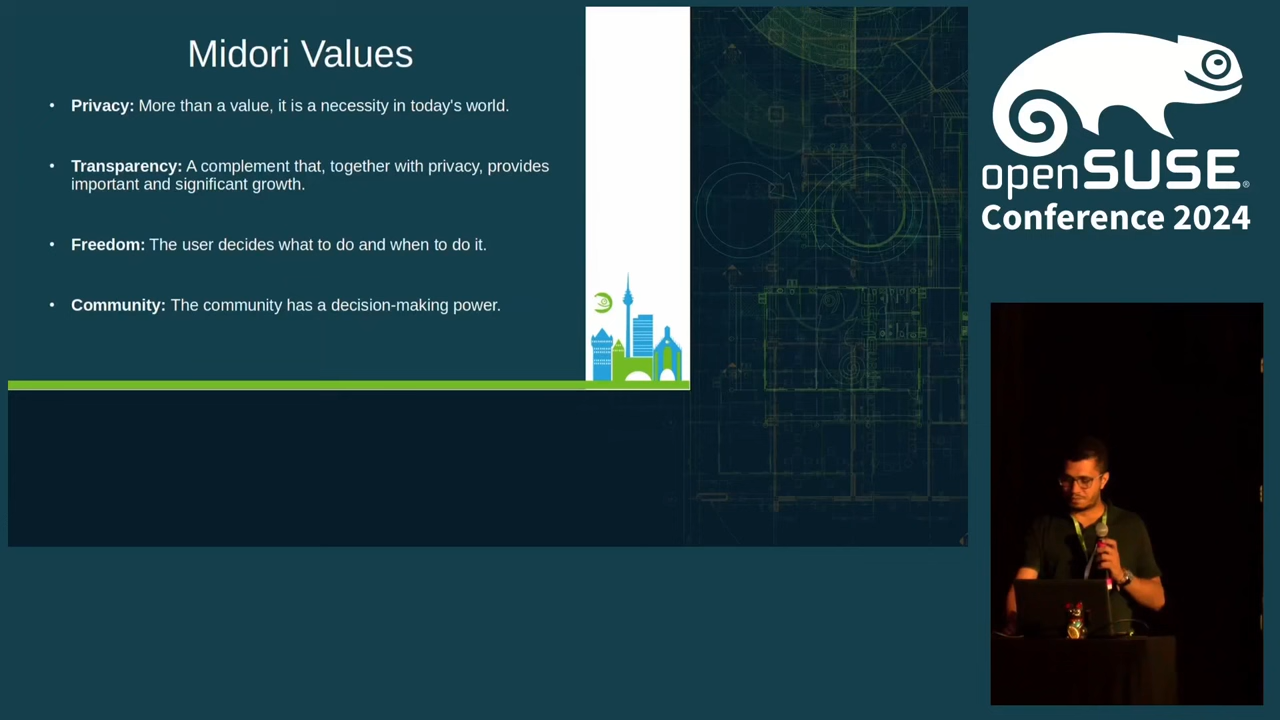 Midori Values
• Privacy: More than a value, it is a necessity in today's world.
• Transparency: A complement that, together with privacy, provides
important and significant growth.
• Freedom: The user decides what to do and when to do it.
• Community: The community has a decision-making power.
openSUSE®
Conference 2024